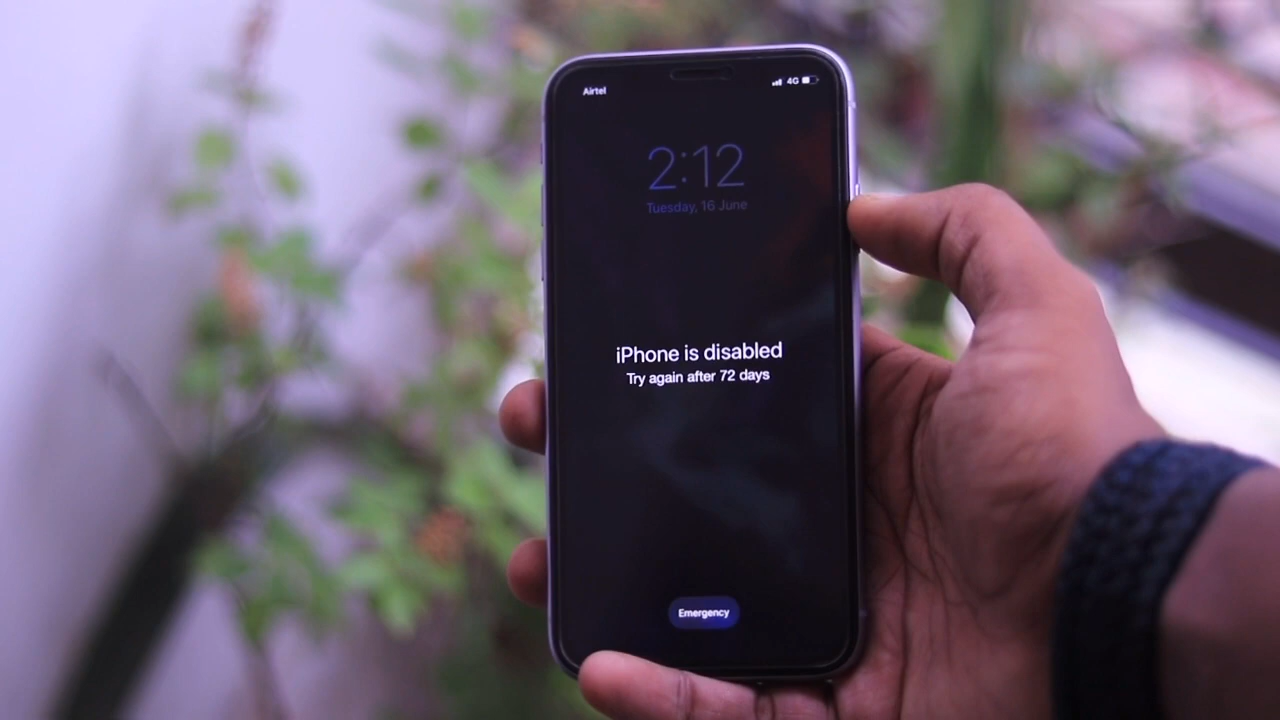 Airtel
4G
2:12
Tuesday, 16 June
iPhone is disabled
Try again after 72 days
Emergency